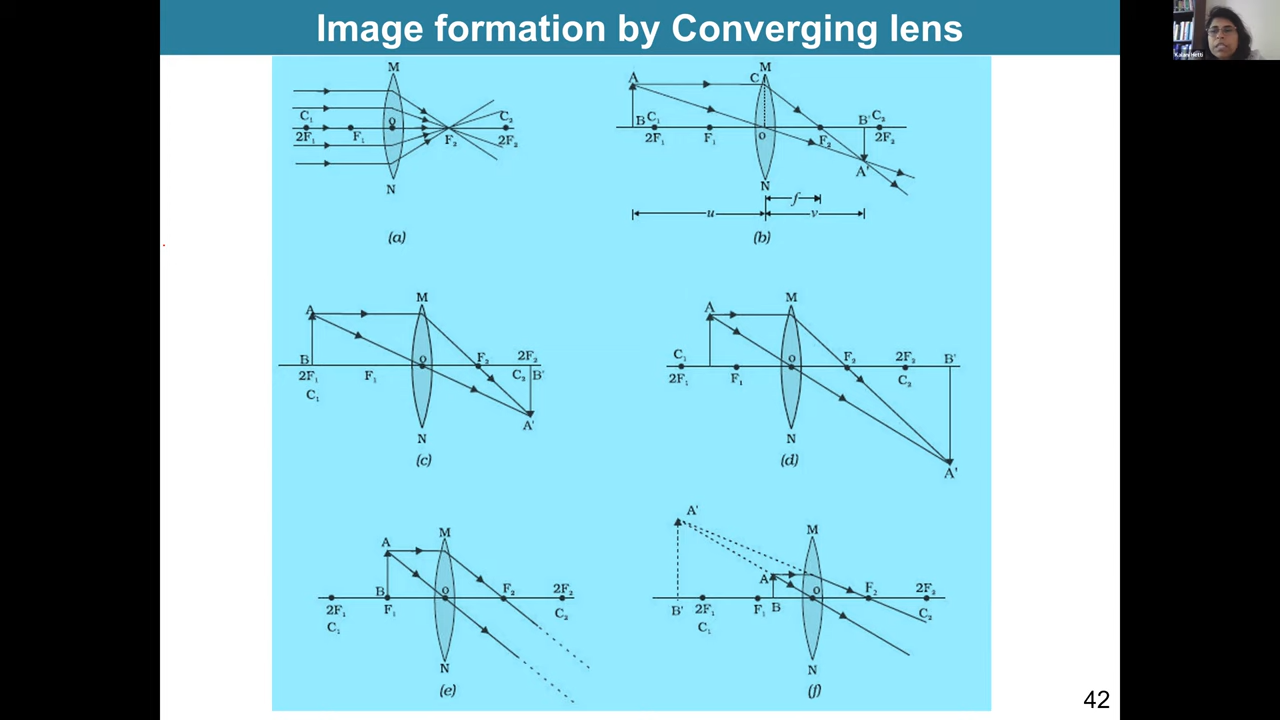 Image formation by Converging lens
M
C₁
O
C₂
2F₁
F₁
F₂
2F₂
N
(a)
M
A
C
B
C₁
2F₁
F₁
O
F₂
B'
C₂
2F₂
A'
N
f
u
v
(b)
M
A
B
2F₁
C₁
F₁
O
F₂
2F₂
C₂
B'
A'
N
(c)
M
A
C₁
2F₁
F₁
O
F₂
2F₂
C₂
B'
A'
N
(d)
M
A
B
2F₁
C₁
F₁
O
F₂
2F₂
C₂
N
(e)
A'
M
A
B'
2F₁
C₁
F₁
B
O
F₂
2F₂
C₂
N
(f)
42